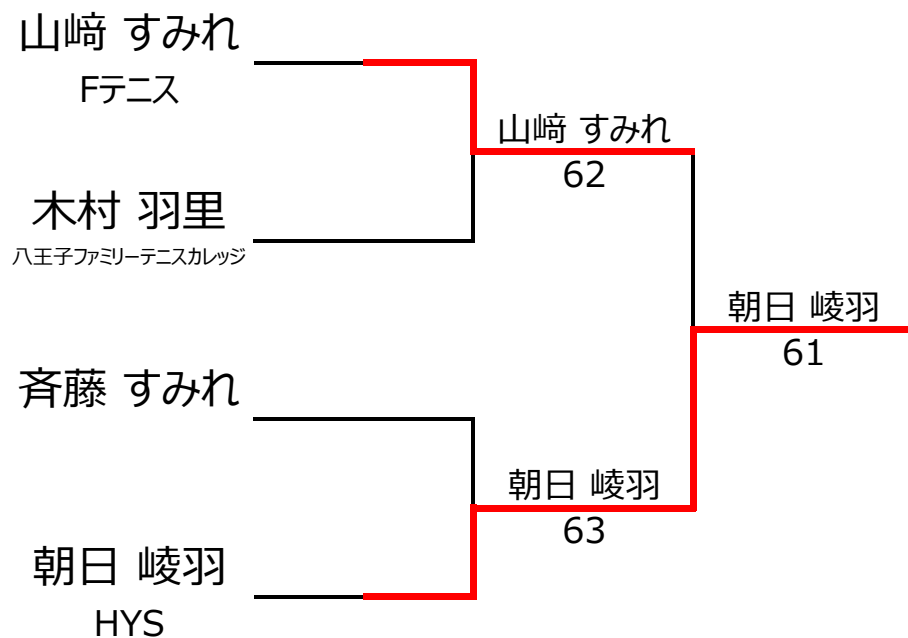 山﨑 すみれ
Fテニス
木村 羽里
八王子ファミリーテニスカレッジ
斉藤 すみれ
朝日 崚羽
HYS
山﨑 すみれ
62
朝日 崚羽
63
朝日 崚羽
61